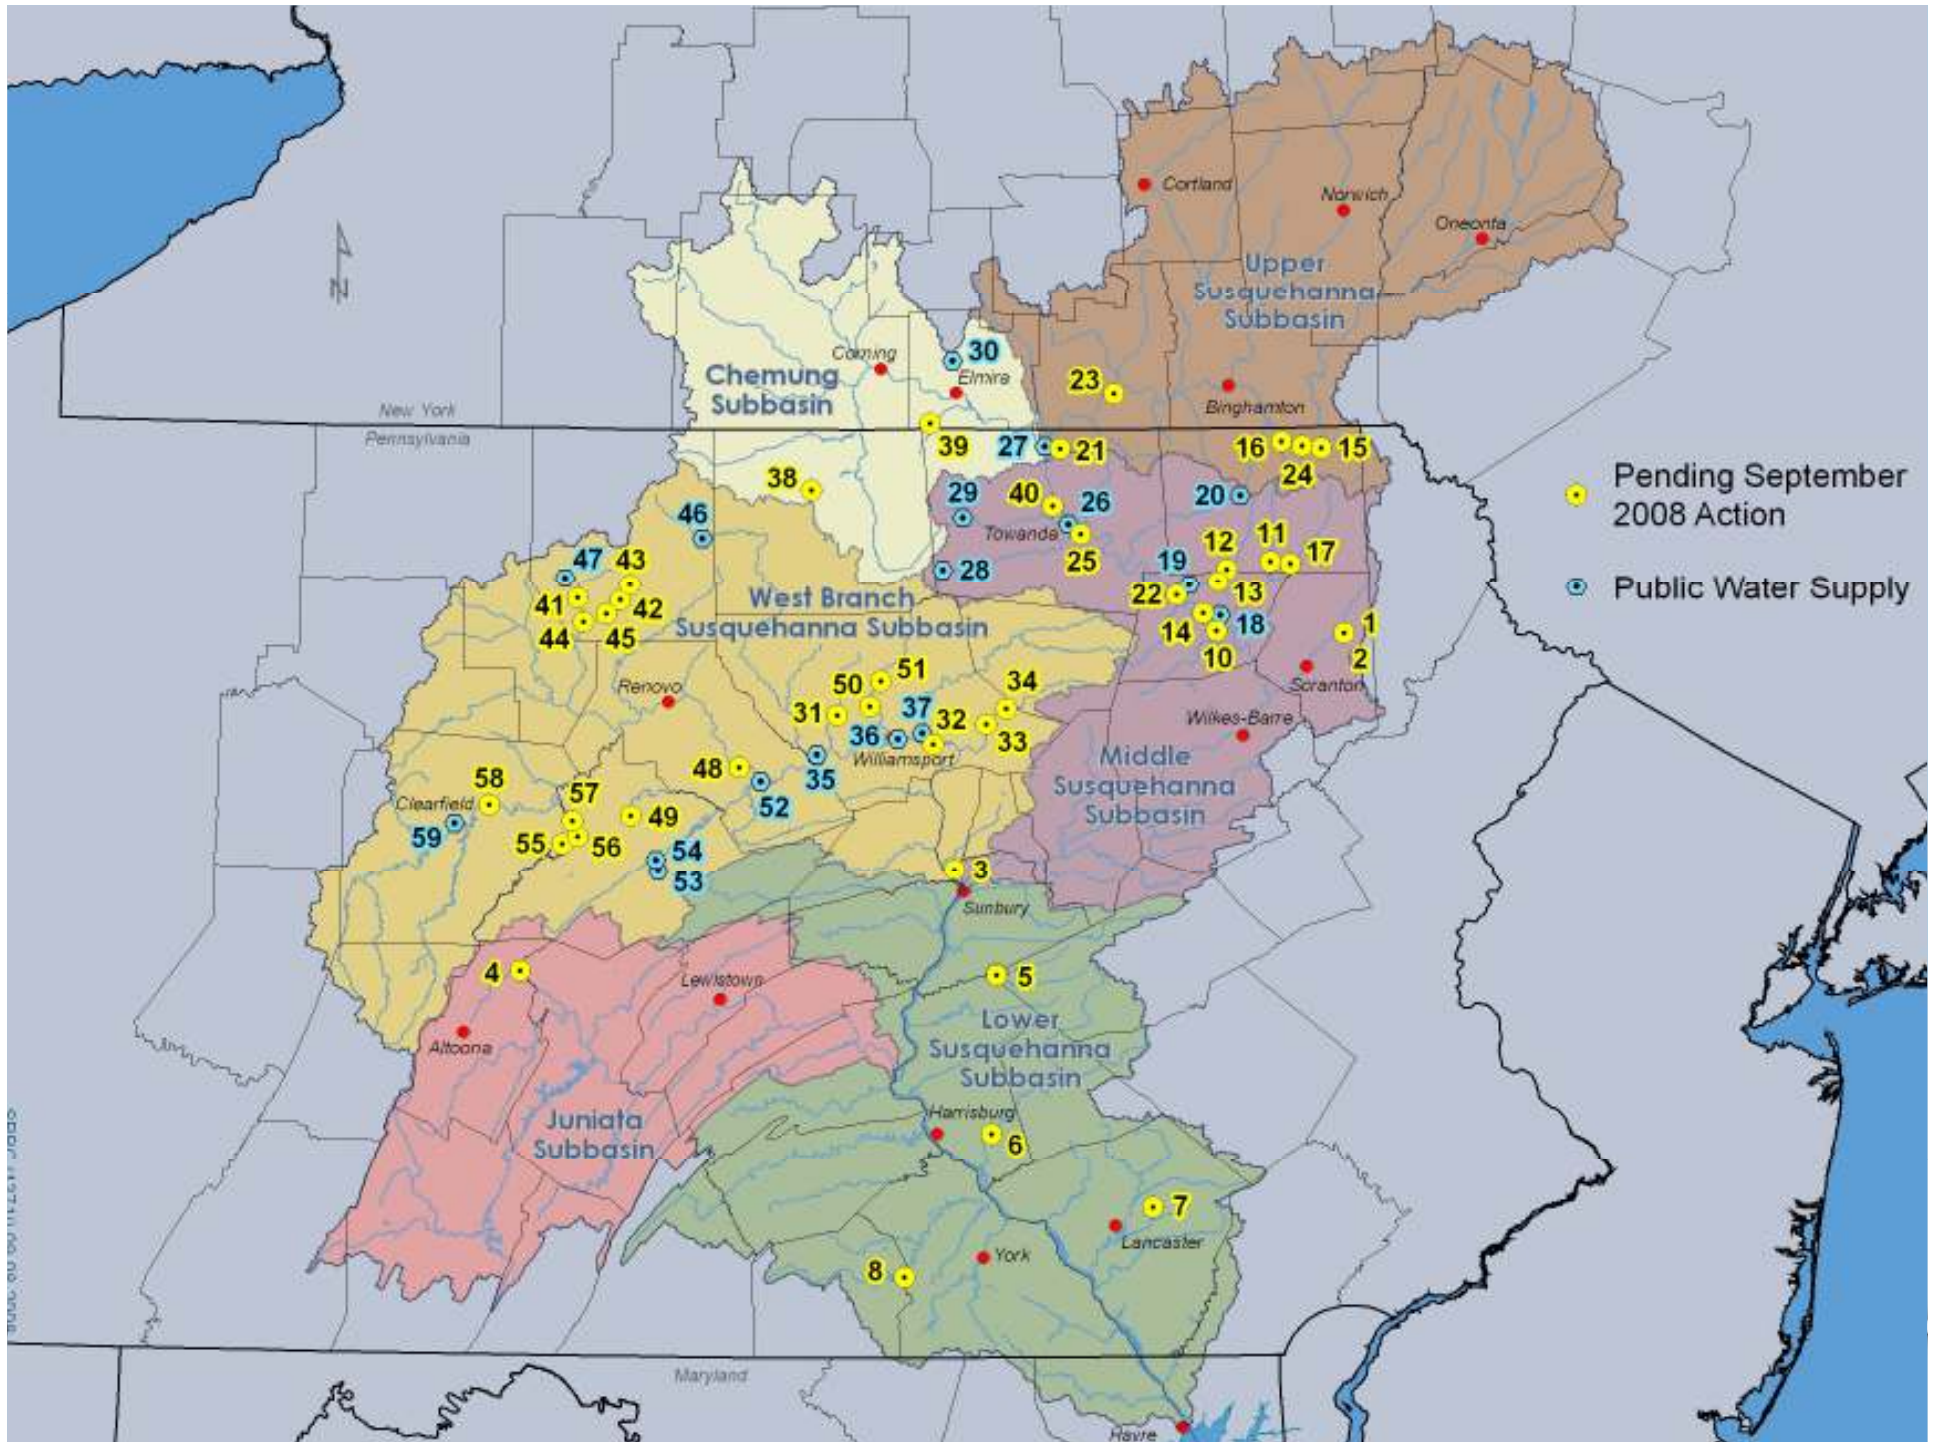 Cortland
Norwich
Oneonta
Upper
Susquehanna
Subbasin
N
Corning
30
Elmira
Chemung
Subbasin
23
Binghamton
New York
Pennsylvania
39
27
21
16
15
24
38
29
40
26
20
Pending September
2008 Action
46
Towanda
25
12
11
17
47
43
28
19
Public Water Supply
41
42
West Branch
Susquehanna Subbasin
22
13
44
45
14
18
1
10
2
51
Renovo
50
34
Scranton
31
37
32
Wilkes-Barre
36
33
Williamsport
Middle
Susquehanna
Subbasin
48
35
58
52
Clearfield
57
49
59
55
56
54
53
3
Sunbury
4
Lewistown
5
Lower
Susquehanna
Subbasin
Altoona
Juniata
Subbasin
Harrisburg
6
7
Lancaster
York
8
Maryland
Havre